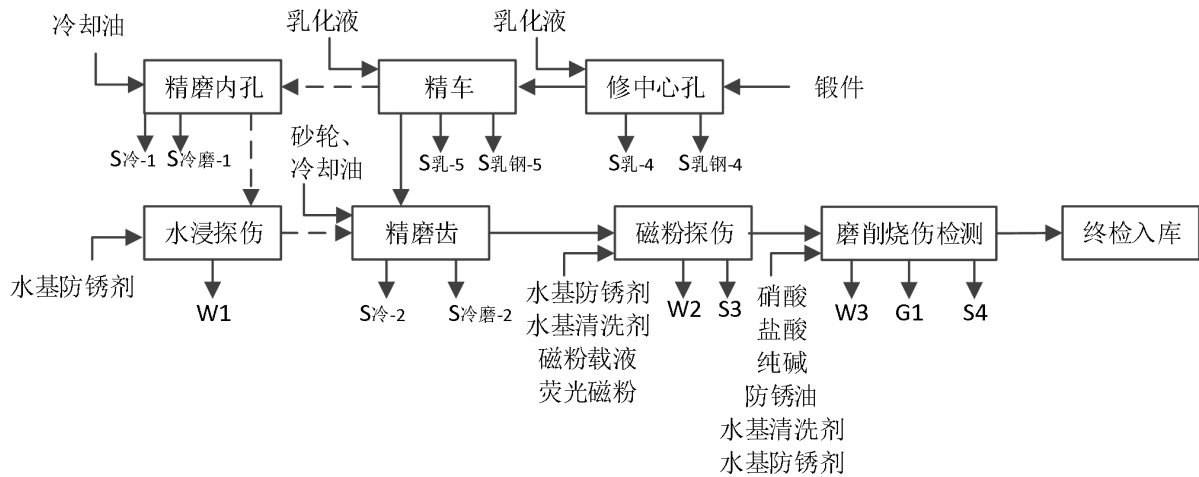 冷却油
乳化液
乳化液
精磨内孔
精车
修中心孔
锻件
S冷-1
S冷磨-1
砂轮、
冷却油
S乳-5
S乳钢-5
S乳-4
S乳钢-4
水浸探伤
精磨齿
磁粉探伤
磨削烧伤检测
终检入库
水基防锈剂
W1
S冷-2
S冷磨-2
水基防锈剂
水基清洗剂
磁粉载液
荧光磁粉
W2
S3
硝酸
盐酸
纯碱
防锈油
水基清洗剂
水基防锈剂
W3
G1
S4